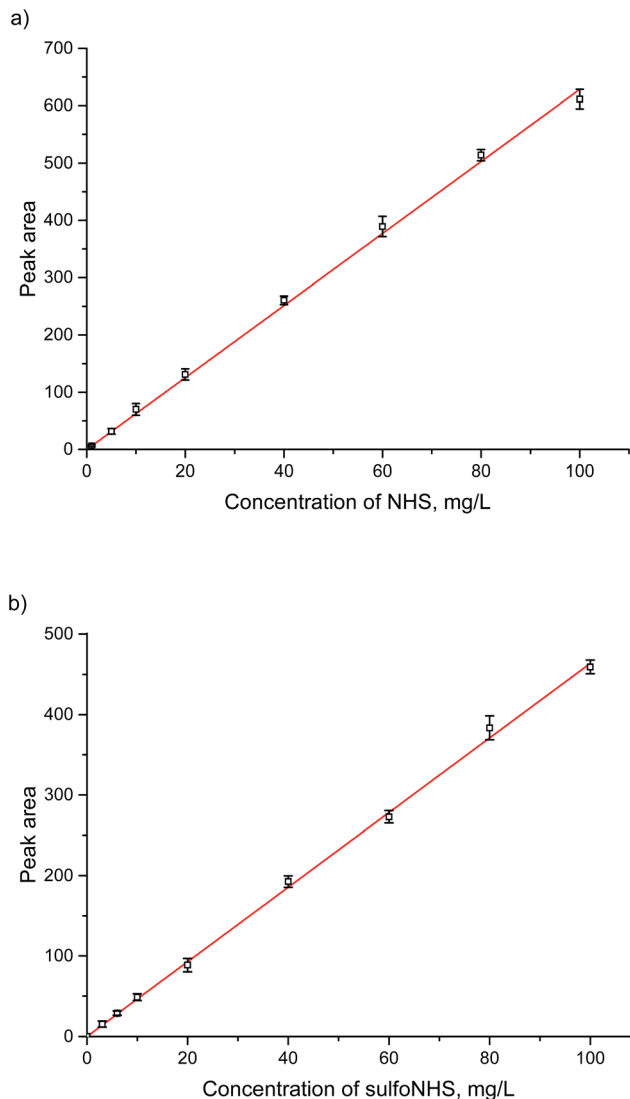 a)
700
600
500
400
300
200
100
0
0 20 40 60 80 100
Peak area
Concentration of NHS, mg/L
b)
500
400
300
200
100
0
0 20 40 60 80 100
Peak area
Concentration of sulfoNHS, mg/L